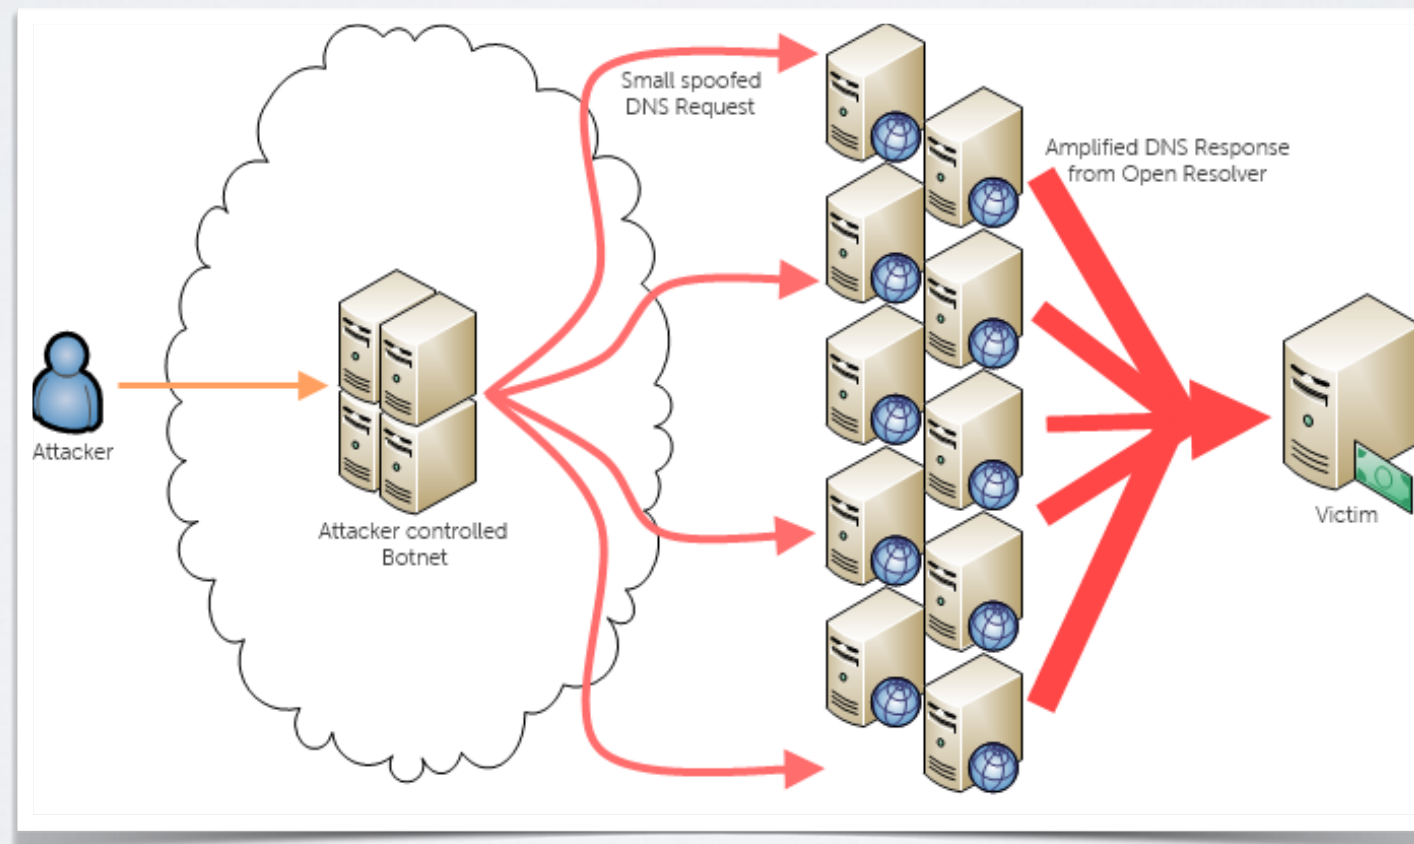 Small spoofed
DNS Request
Amplified DNS Response
from Open Resolver
Attacker
Attacker controlled
Botnet
Victim